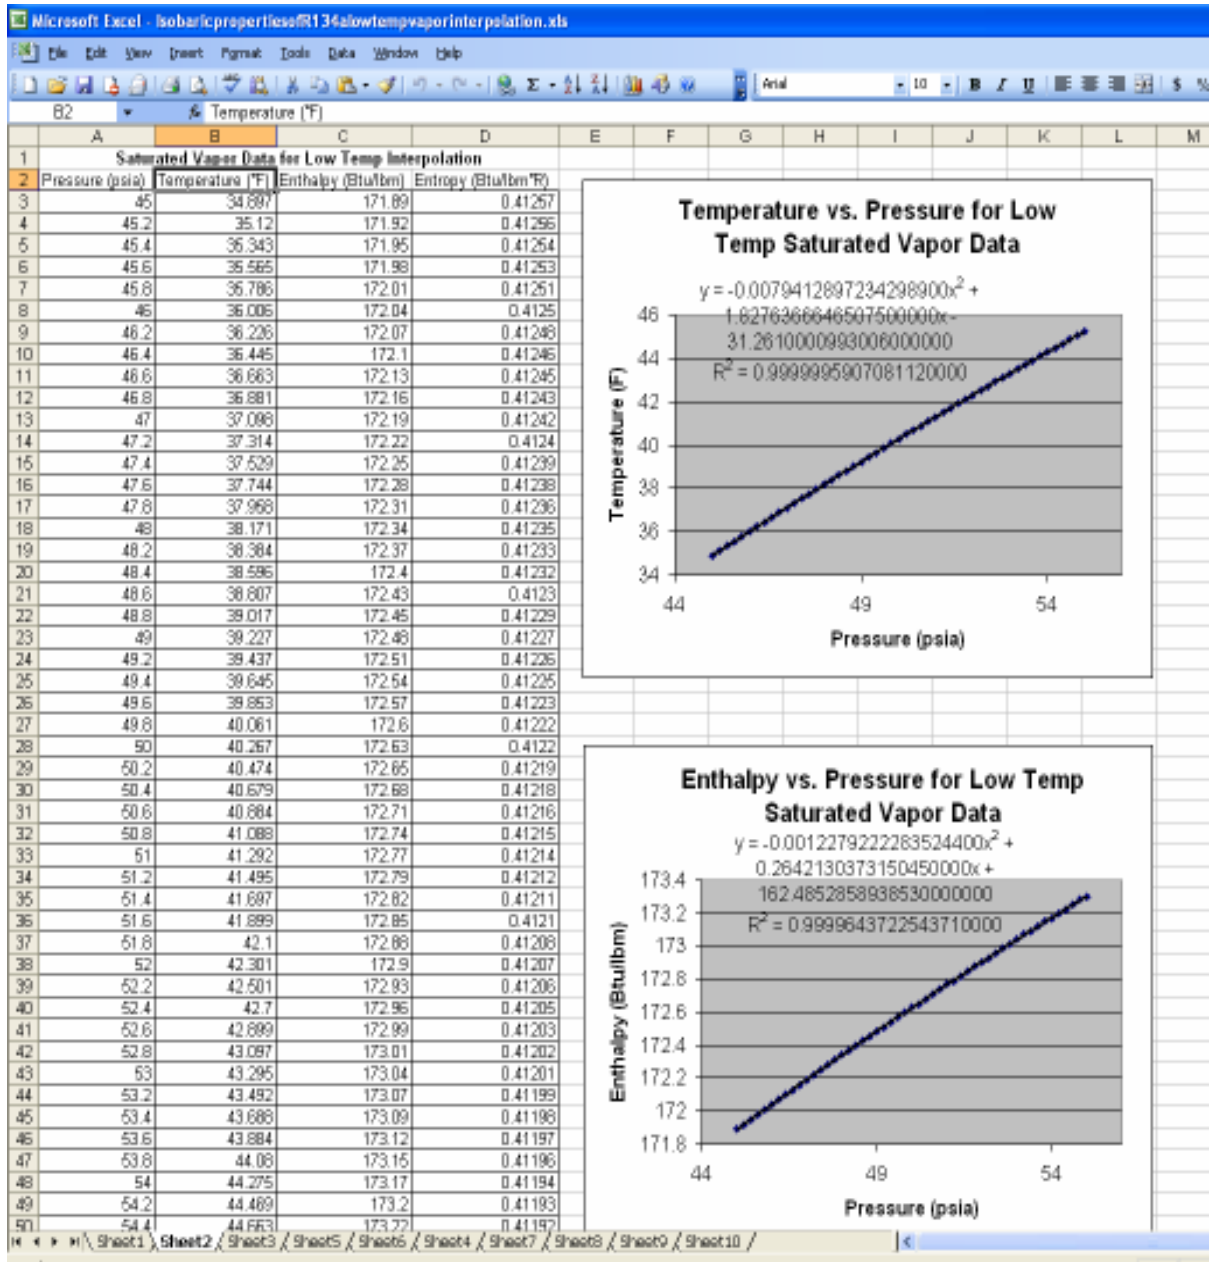 Microsoft Excel - IsobaricpropertiesofR134alowtempvaporinterpolation.xls
File Edit View Insert Format Tools Data Window Help
Arial 10 B I U $ %
B2 fx Temperature (°F)
A B C D E F G H I J K L M
1 Saturated Vapor Data for Low Temp Interpolation
2 Pressure (psia) Temperature (°F) Enthalpy (Btu/lbm) Entropy (Btu/lbm°R)
3 45 34.897 171.89 0.41257
4 45.2 35.12 171.92 0.41256
5 45.4 35.343 171.95 0.41254
6 45.6 35.565 171.98 0.41253
7 45.8 35.786 172.01 0.41251
8 46 36.006 172.04 0.4125
9 46.2 36.226 172.07 0.41248
10 46.4 36.445 172.1 0.41246
11 46.6 36.663 172.13 0.41245
12 46.8 36.881 172.16 0.41243
13 47 37.098 172.19 0.41242
14 47.2 37.314 172.22 0.4124
15 47.4 37.529 172.25 0.41239
16 47.6 37.744 172.28 0.41238
17 47.8 37.958 172.31 0.41236
18 48 38.171 172.34 0.41235
19 48.2 38.384 172.37 0.41233
20 48.4 38.596 172.4 0.41232
21 48.6 38.807 172.43 0.4123
22 48.8 39.017 172.45 0.41229
23 49 39.227 172.48 0.41227
24 49.2 39.437 172.51 0.41226
25 49.4 39.645 172.54 0.41225
26 49.6 39.853 172.57 0.41223
27 49.8 40.061 172.6 0.41222
28 50 40.267 172.63 0.4122
29 50.2 40.474 172.65 0.41219
30 50.4 40.679 172.68 0.41218
31 50.6 40.884 172.71 0.41216
32 50.8 41.088 172.74 0.41215
33 51 41.292 172.77 0.41214
34 51.2 41.495 172.79 0.41212
35 51.4 41.697 172.82 0.41211
36 51.6 41.899 172.85 0.4121
37 51.8 42.1 172.88 0.41208
38 52 42.301 172.9 0.41207
39 52.2 42.501 172.93 0.41206
40 52.4 42.7 172.96 0.41205
41 52.6 42.899 172.99 0.41203
42 52.8 43.097 173.01 0.41202
43 53 43.295 173.04 0.41201
44 53.2 43.492 173.07 0.41199
45 53.4 43.688 173.09 0.41198
46 53.6 43.884 173.12 0.41197
47 53.8 44.08 173.15 0.41196
48 54 44.275 173.17 0.41194
49 54.2 44.469 173.2 0.41193
50 54.4 44.663 173.22 0.41192
Temperature vs. Pressure for Low
Temp Saturated Vapor Data
y = -0.0079412897234298900x² +
1.8276366646507500000x -
31.2610000993006000000
R² = 0.9999995907081120000
46
44
42
40
38
36
34
Temperature (F)
44 49 54
Pressure (psia)
Enthalpy vs. Pressure for Low Temp
Saturated Vapor Data
y = -0.0012279222283524400x² +
0.2642130373150450000x +
162.4852858938530000000
R² = 0.9999643722543710000
173.4
173.2
173
172.8
172.6
172.4
172.2
172
171.8
Enthalpy (Btu/lbm)
44 49 54
Pressure (psia)
Sheet1 Sheet2 Sheet3 Sheet5 Sheet6 Sheet4 Sheet7 Sheet8 Sheet9 Sheet10